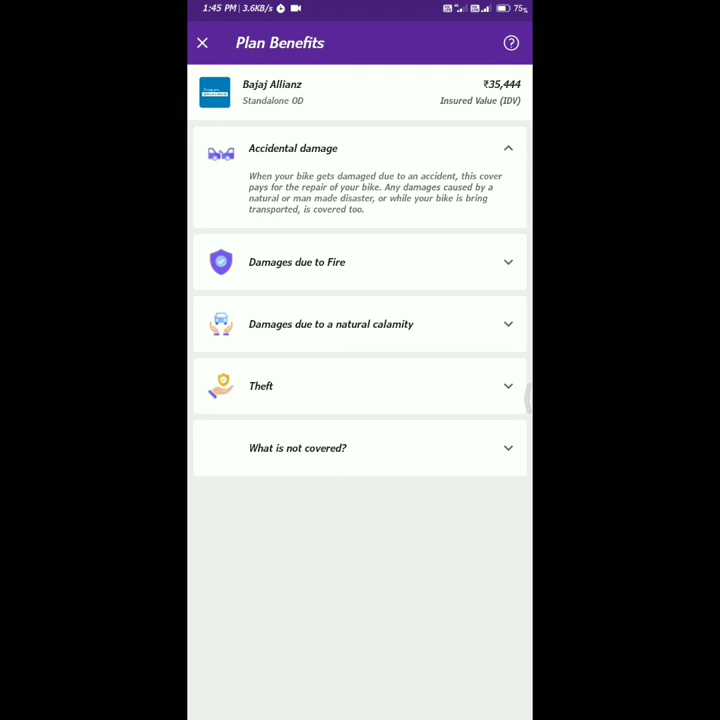 1:45 PM | 3.6KB/s
75%
Plan Benefits
Bajaj Allianz
₹35,444
Standalone OD
Insured Value (IDV)
Accidental damage
When your bike gets damaged due to an accident, this cover
pays for the repair of your bike. Any damages caused by a
natural or man made disaster, or while your bike is bring
transported, is covered too.
Damages due to Fire
Damages due to a natural calamity
Theft
What is not covered?